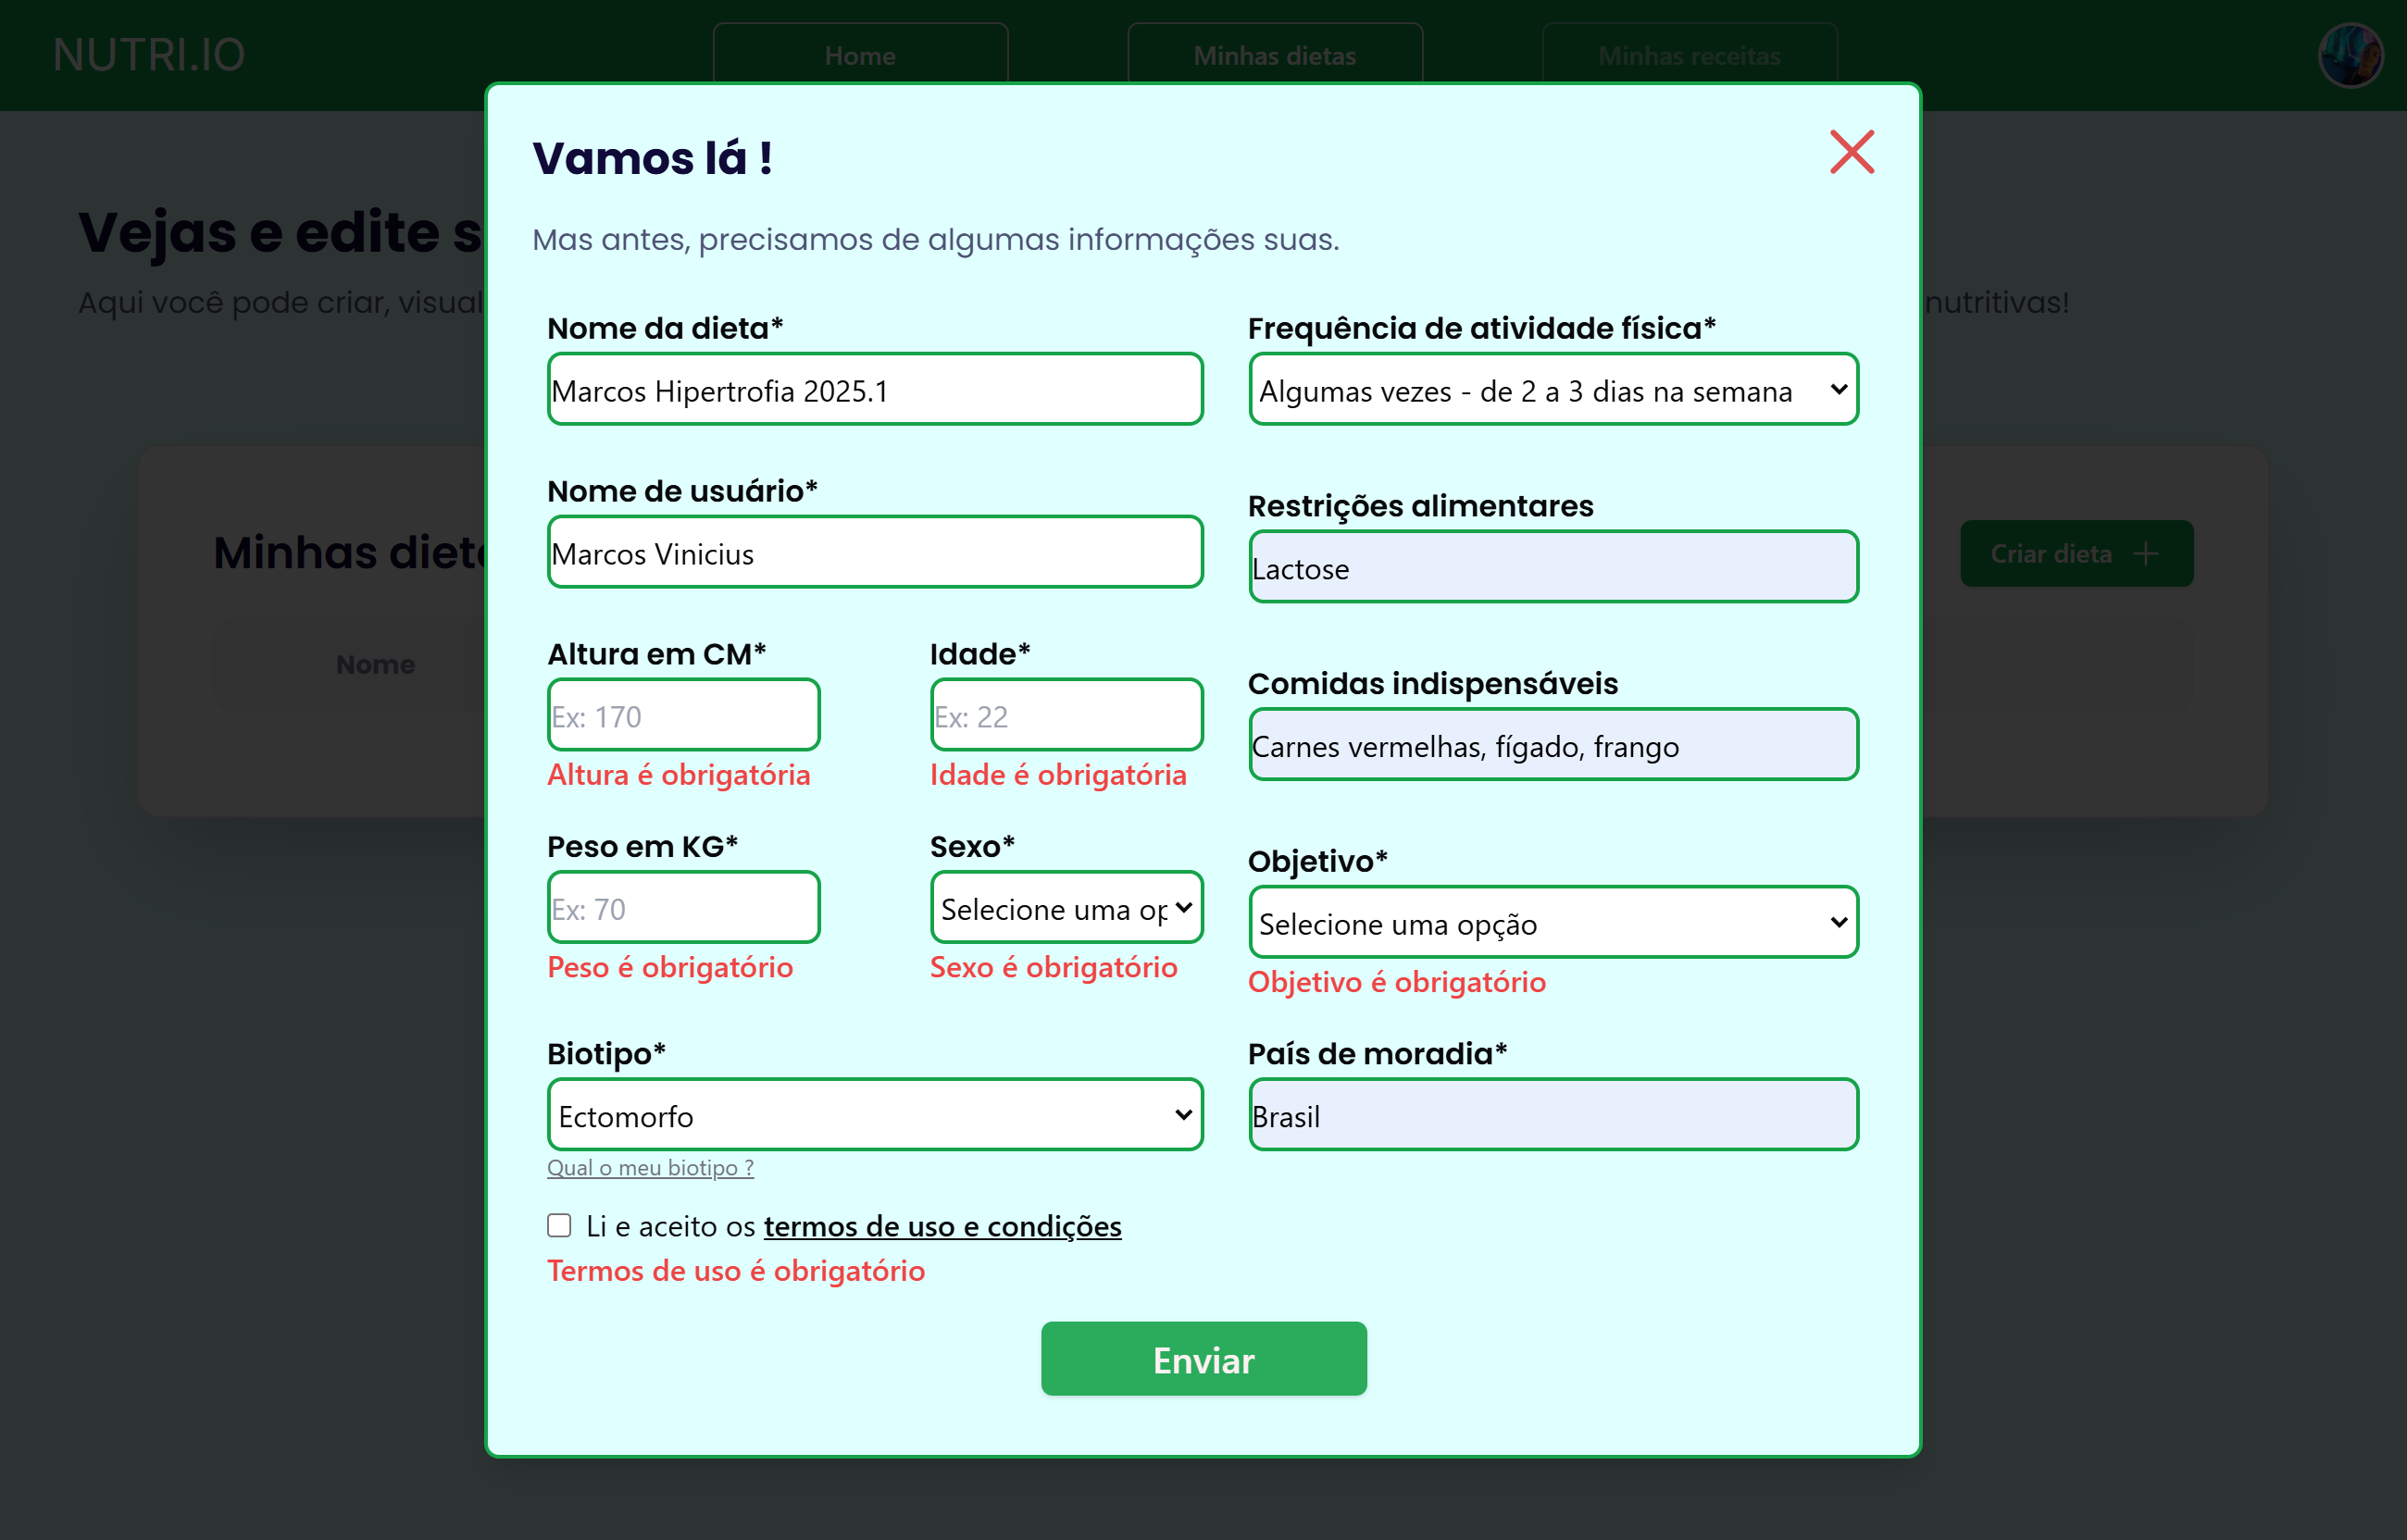 NUTRI.IO
Home
Minhas dietas
Minhas receitas
Vejas e edite s
Aqui você pode criar, visual
nutritivas!
Minhas diet
Criar dieta
Nome
Vamos lá !
Mas antes, precisamos de algumas informações suas.
Nome da dieta*
Marcos Hipertrofia 2025.1
Nome de usuário*
Marcos Vinicius
Altura em CM*
Ex: 170
Altura é obrigatória
Idade*
Ex: 22
Idade é obrigatória
Peso em KG*
Ex: 70
Peso é obrigatório
Sexo*
Selecione uma op
Sexo é obrigatório
Biotipo*
Ectomorfo
Qual o meu biotipo ?
Frequência de atividade física*
Algumas vezes - de 2 a 3 dias na semana
Restrições alimentares
Lactose
Comidas indispensáveis
Carnes vermelhas, fígado, frango
Objetivo*
Selecione uma opção
Objetivo é obrigatório
País de moradia*
Brasil
Li e aceito os termos de uso e condições
Termos de uso é obrigatório
Enviar